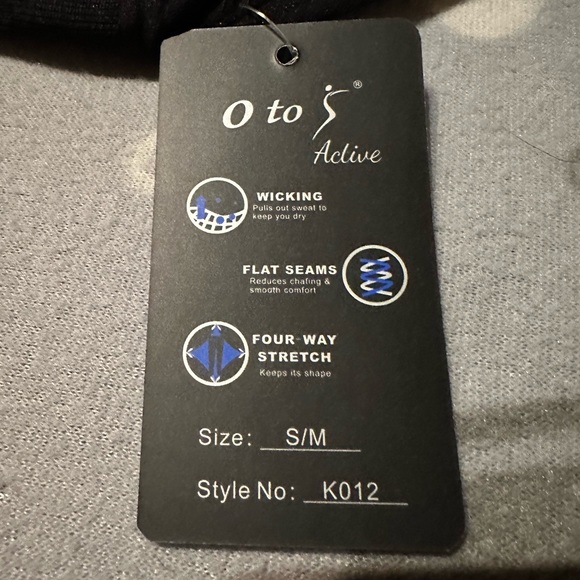 O to S®
Active
WICKING
Pulls out sweat to
keep you dry
FLAT SEAMS
Reduces chafing &
smooth comfort
FOUR-WAY
STRETCH
Keeps its shape
Size: S/M
Style No: K012